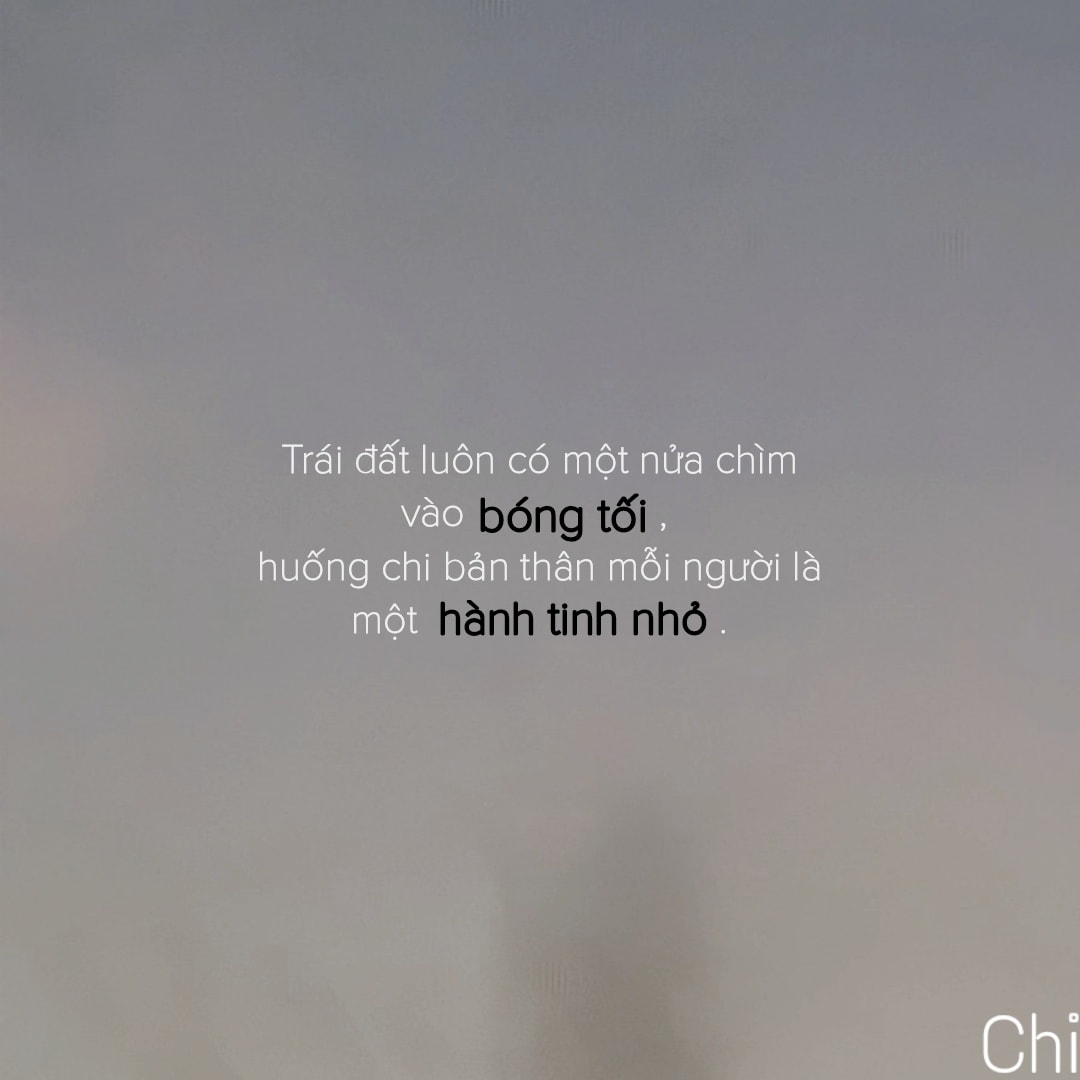 Trái đất luôn có một nửa chìm
vào bóng tối ,
huống chi bản thân mỗi người là
một hành tinh nhỏ .
Chi